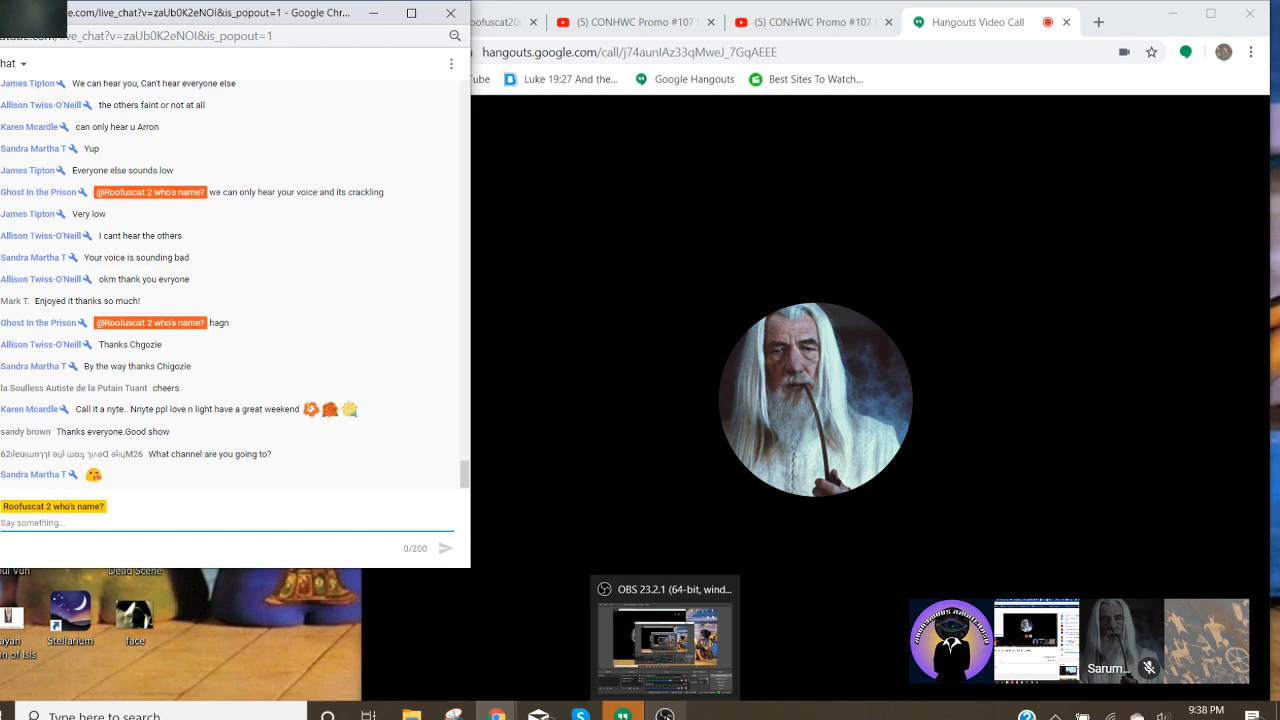 be.com/live_chat?v=zaUb0K2eNOI&is_popout=1 - Google Chr...
/live_chat?v=zaUb0K2eNOI&is_popout=1
hat
James Tipton We can hear you, Can't hear everyone else
Allison Twiss-O'Neill the others faint or not at all
Karen Mcardle can only hear u Arron
Sandra Martha T Yup
James Tipton Everyone else sounds low
Ghost In the Prison @Roofuscat 2 who's name? we can only hear your voice and its crackling
James Tipton Very low
Allison Twiss-O'Neill I cant hear the others
Sandra Martha T Your voice is sounding bad
Allison Twiss-O'Neill okm thank you evryone
Mark T. Enjoyed it thanks so much!
Ghost In the Prison @Roofuscat 2 who's name? hagn
Allison Twiss-O'Neill Thanks Chgozie
Sandra Martha T By the way thanks Chigozie
la Soulless Autiste de la Putain Tuant cheers
Karen Mcardle Call it a nyte.. Nnyte ppl love n light have a great weekend
sandy brown Thanks everyone.Good show
What channel are you going to?
Sandra Martha T
Roofuscat 2 who's name?
Say something...
0/200
(5) CONHWC Promo #107
(5) CONHWC Promo #107
Hangouts Video Call
hangouts.google.com/call/j74aunIAz33qMweJ_7GqAEEE
ube
Luke 19:27 And the...
Google Hangouts
Best Sites To Watch...
Dead Scene
ayan
on of Isis
Stellarium
face
OBS 23.2.1 (64-bit, wind...
Sarum...
Type here to search
9:38 PM